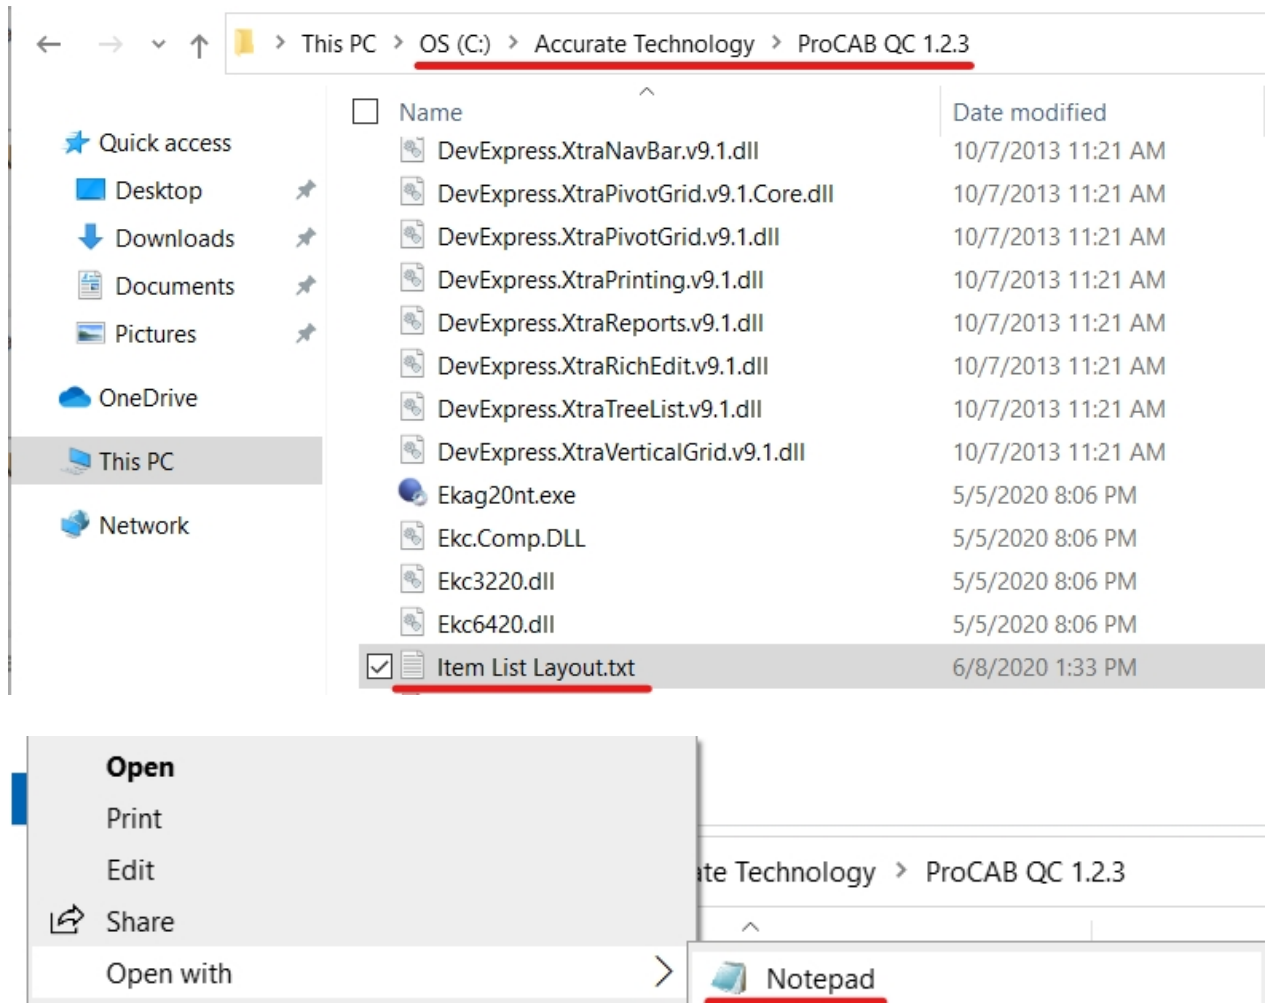 This PC > OS (C:) > Accurate Technology > ProCAB QC 1.2.3
Name Date modified
Quick access
Desktop
Downloads
Documents
Pictures
OneDrive
This PC
Network
DevExpress.XtraNavBar.v9.1.dll 10/7/2013 11:21 AM
DevExpress.XtraPivotGrid.v9.1.Core.dll 10/7/2013 11:21 AM
DevExpress.XtraPivotGrid.v9.1.dll 10/7/2013 11:21 AM
DevExpress.XtraPrinting.v9.1.dll 10/7/2013 11:21 AM
DevExpress.XtraReports.v9.1.dll 10/7/2013 11:21 AM
DevExpress.XtraRichEdit.v9.1.dll 10/7/2013 11:21 AM
DevExpress.XtraTreeList.v9.1.dll 10/7/2013 11:21 AM
DevExpress.XtraVerticalGrid.v9.1.dll 10/7/2013 11:21 AM
Ekag20nt.exe 5/5/2020 8:06 PM
Ekc.Comp.DLL 5/5/2020 8:06 PM
Ekc3220.dll 5/5/2020 8:06 PM
Ekc6420.dll 5/5/2020 8:06 PM
Item List Layout.txt 6/8/2020 1:33 PM
Open
Print
Edit
Share
Open with
Technology > ProCAB QC 1.2.3
Notepad